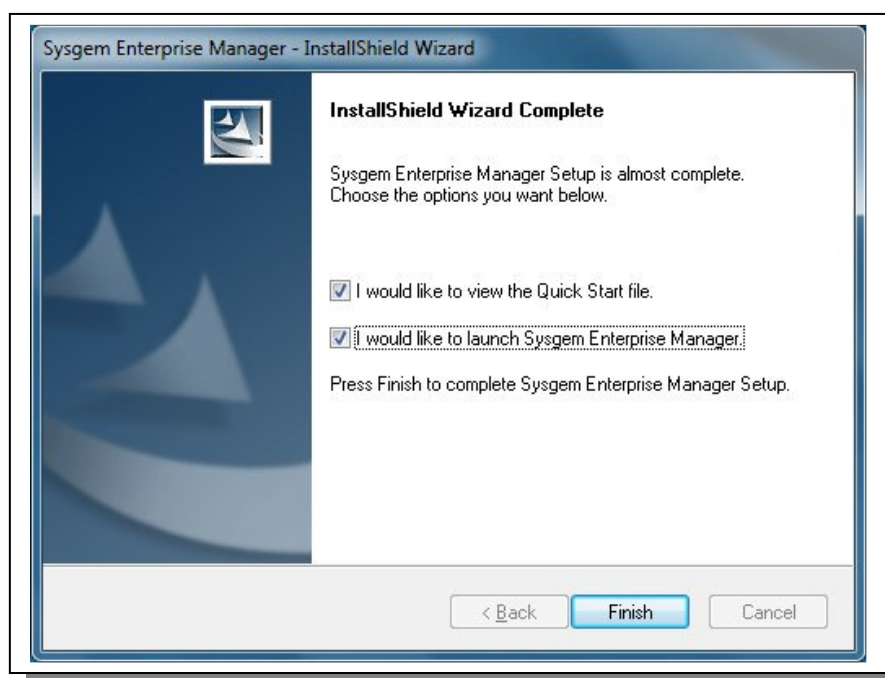 Sysgem Enterprise Manager - InstallShield Wizard
InstallShield Wizard Complete
Sysgem Enterprise Manager Setup is almost complete.
Choose the options you want below.
I would like to view the Quick Start file.
I would like to launch Sysgem Enterprise Manager.
Press Finish to complete Sysgem Enterprise Manager Setup.
< Back Finish Cancel